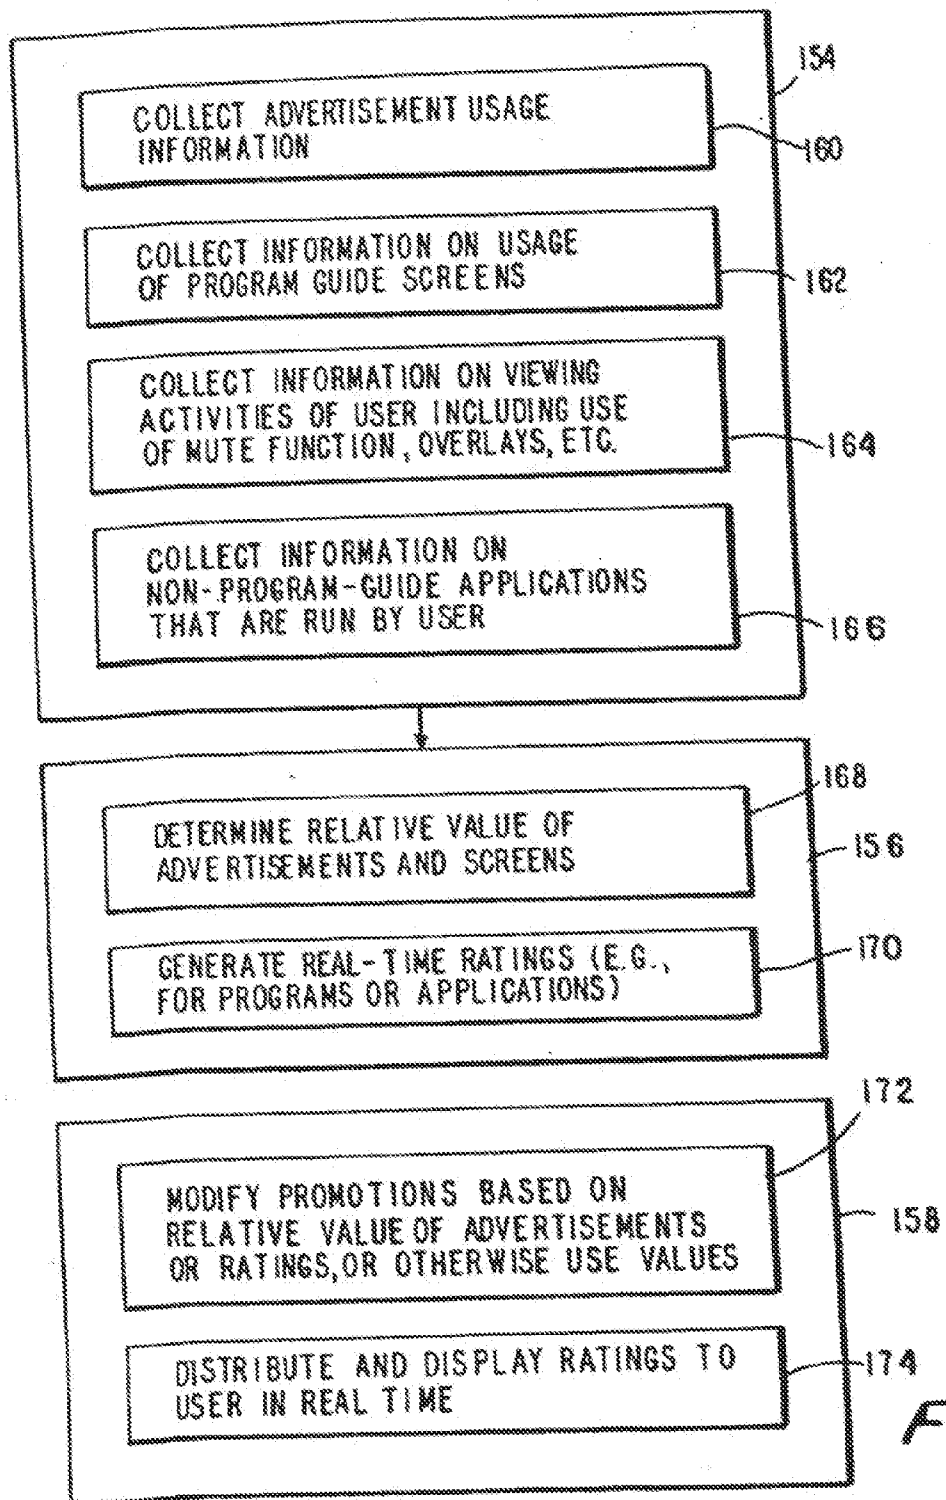 154
COLLECT ADVERTISEMENT USAGE
INFORMATION
160
COLLECT INFORMATION ON USAGE
OF PROGRAM GUIDE SCREENS
162
COLLECT INFORMATION ON VIEWING
ACTIVITIES OF USER INCLUDING USE
OF MUTE FUNCTION, OVERLAYS, ETC.
164
COLLECT INFORMATION ON
NON-PROGRAM-GUIDE APPLICATIONS
THAT ARE RUN BY USER
166
168
DETERMINE RELATIVE VALUE OF
ADVERTISEMENTS AND SCREENS
156
GENERATE REAL-TIME RATINGS (E.G.,
FOR PROGRAMS OR APPLICATIONS)
170
172
MODIFY PROMOTIONS BASED ON
RELATIVE VALUE OF ADVERTISEMENTS
OR RATINGS, OR OTHERWISE USE VALUES
158
DISTRIBUTE AND DISPLAY RATINGS TO
USER IN REAL TIME
174
F